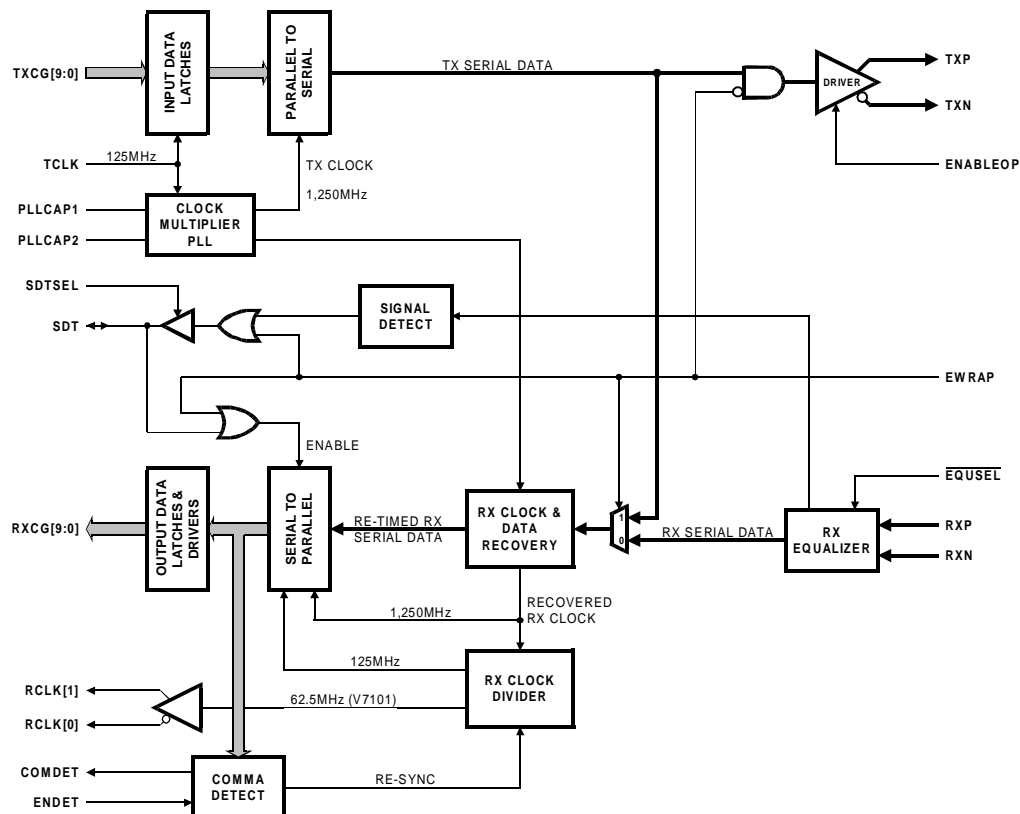 TXCG[9:0]
INPUT DATA
LATCHES
PARALLEL TO
SERIAL
TX SERIAL DATA
DRIVER
TXP
TXN
TCLK
125MHz
TX CLOCK
1,250MHz
ENABLEOP
PLLCAP1
PLLCAP2
CLOCK
MULTIPLIER
PLL
SDTSEL
SDT
SIGNAL
DETECT
EWRAP
ENABLE
EQUSEL
RXCG[9:0]
OUTPUT DATA
LATCHES &
DRIVERS
SERIAL TO
PARALLEL
RE-TIMED RX
SERIAL DATA
RX CLOCK &
DATA
RECOVERY
1
0
RX SERIAL DATA
RX
EQUALIZER
RXP
RXN
1,250MHz
RECOVERED
RX CLOCK
125MHz
RX CLOCK
DIVIDER
RCLK[1]
RCLK[0]
62.5MHz (V7101)
COMDET
ENDET
COMMA
DETECT
RE-SYNC